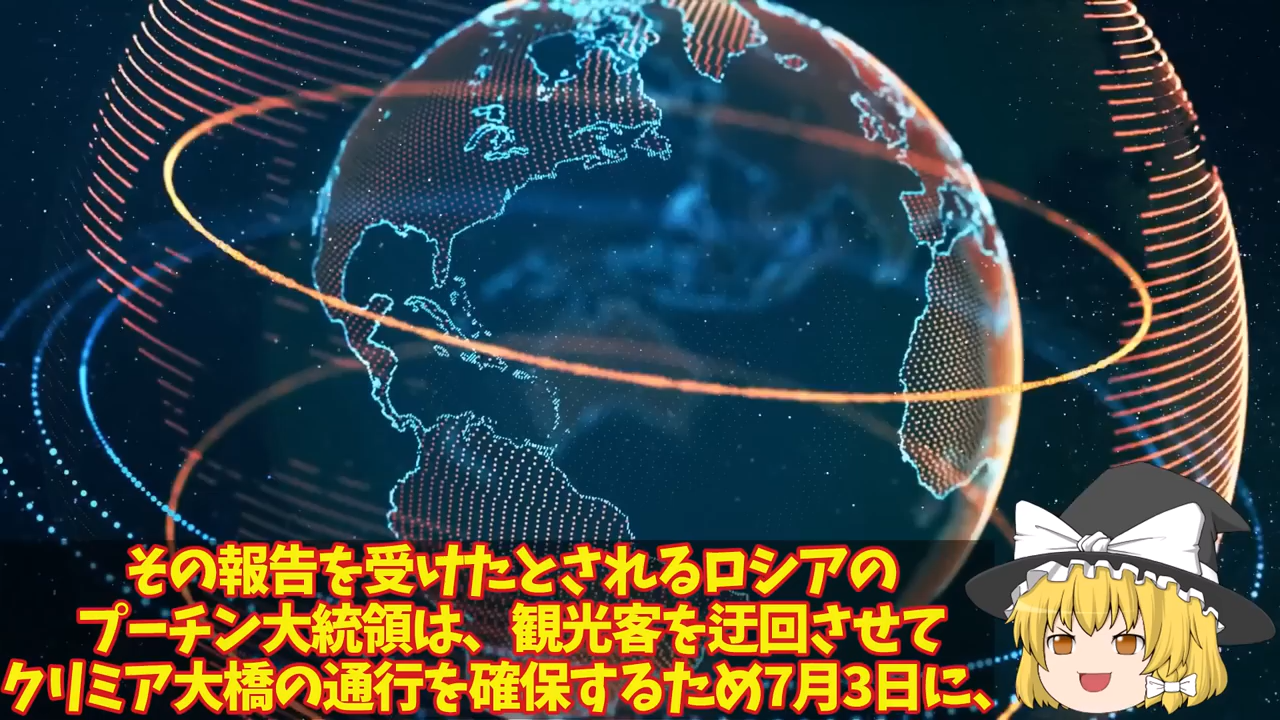 その報告を受けたとされるロシアの
プーチン大統領は、観光客を迂回させて
クリミア大橋の通行を確保するため7月3日に、